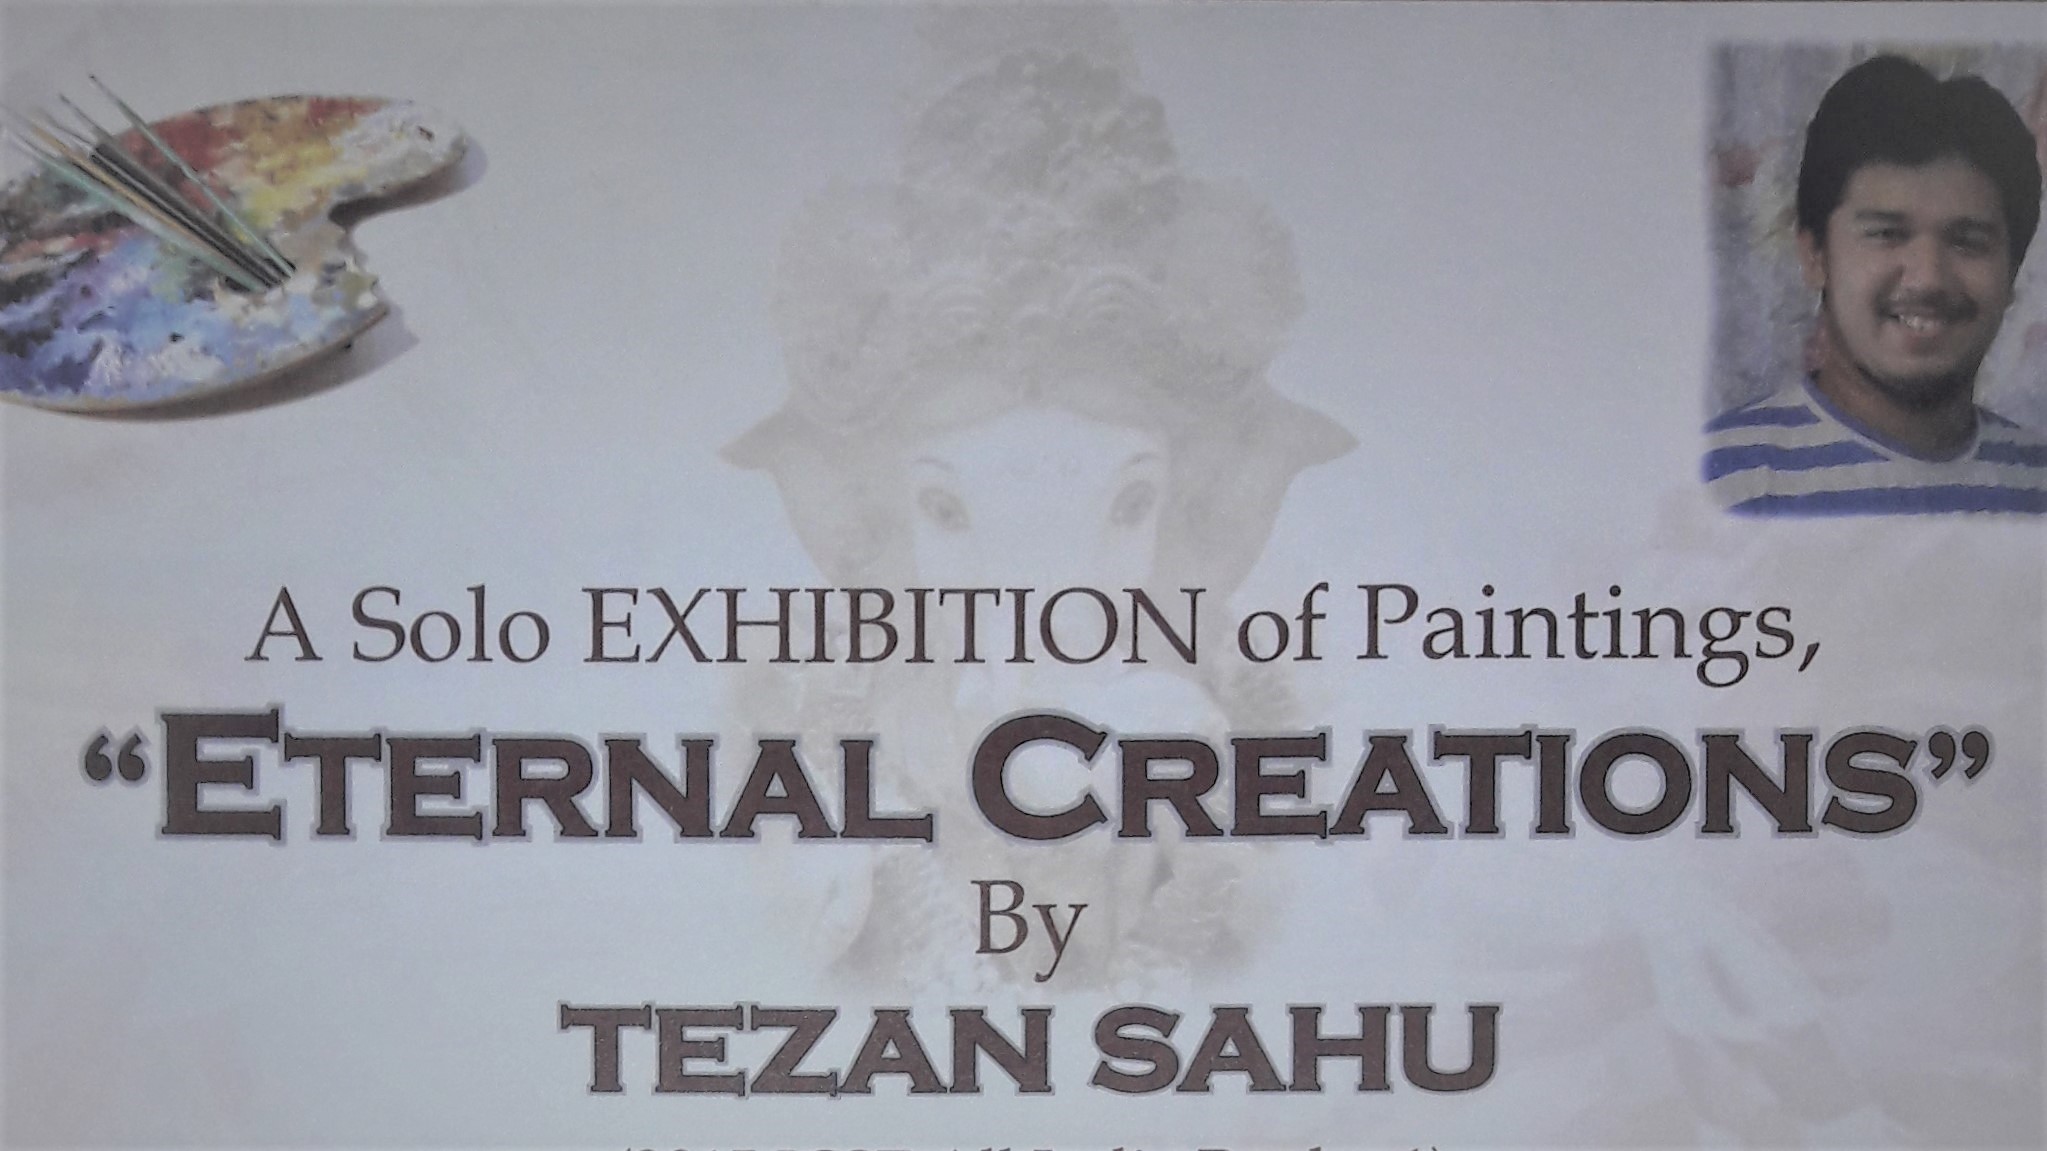 A Solo EXHIBITION of Paintings,
“ETERNAL CREATIONS”
By
TEZAN SAHU